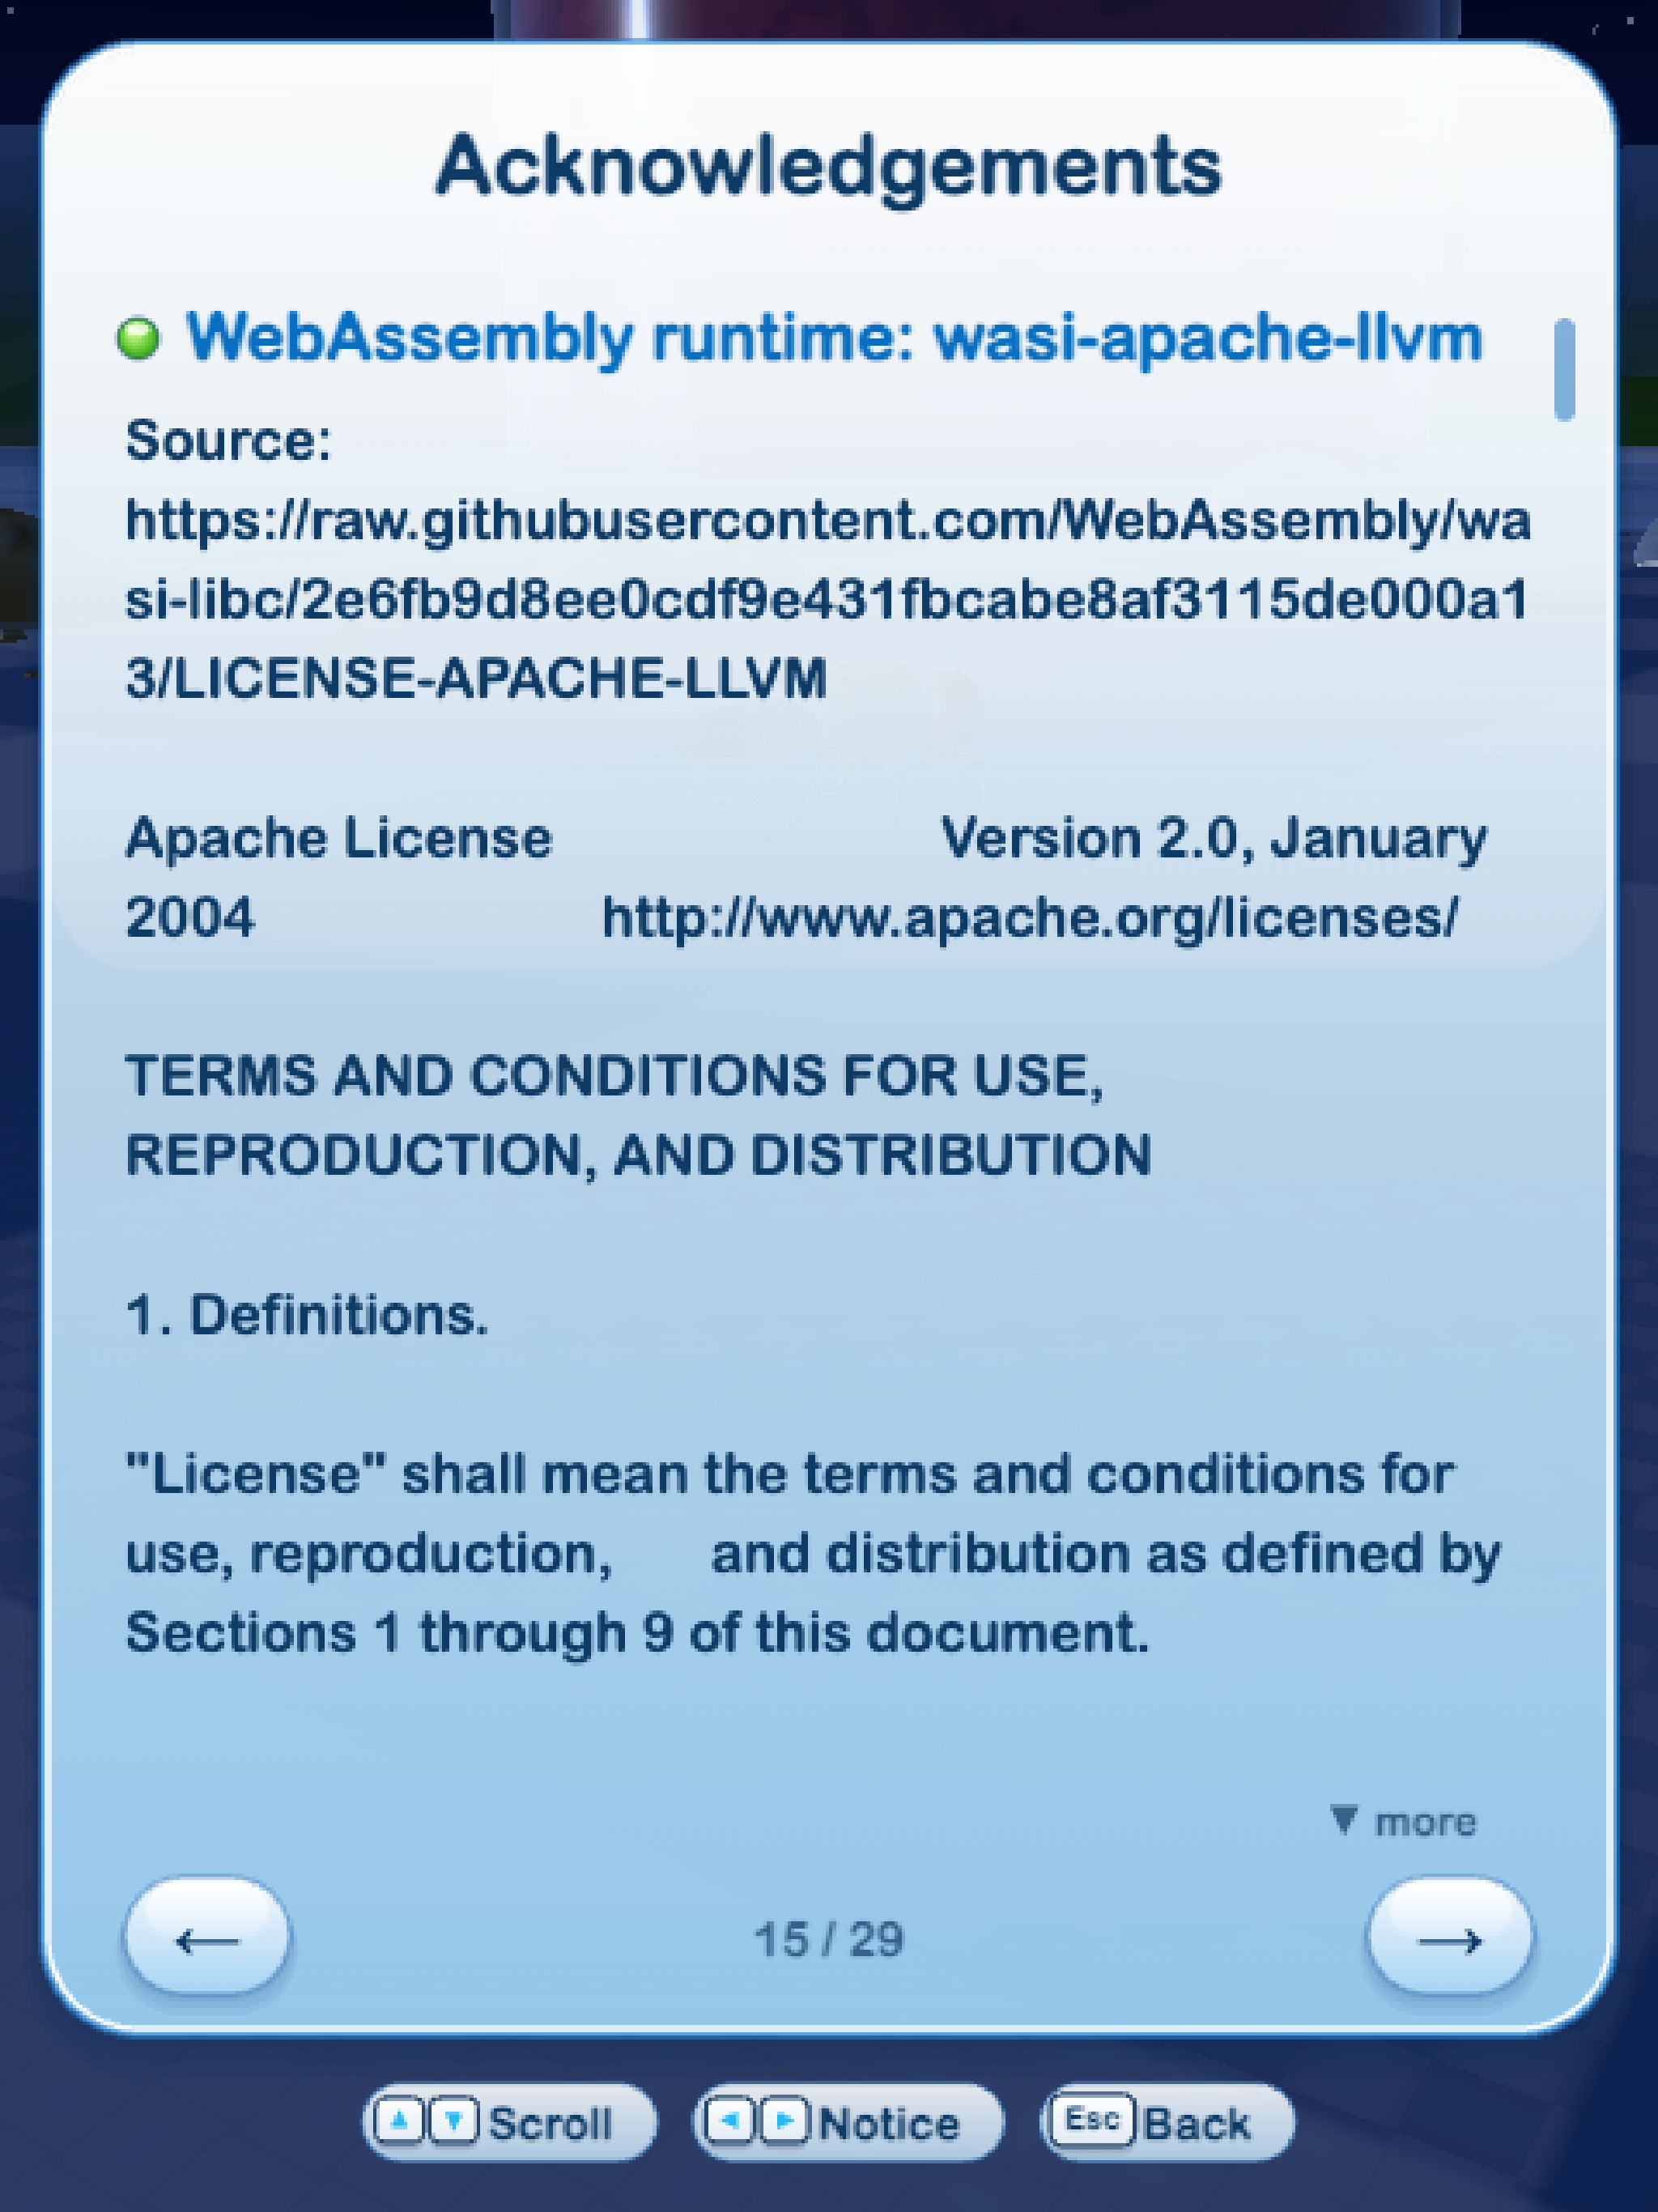 Acknowledgements
WebAssembly runtime: wasi-apache-llvm
Source:
https://raw.githubusercontent.com/WebAssembly/wa
si-libc/2e6fb9d8ee0cdf9e431fbcabe8af3115de000a1
3/LICENSE-APACHE-LLVM
Apache License Version 2.0, January
2004 http://www.apache.org/licenses/
TERMS AND CONDITIONS FOR USE,
REPRODUCTION, AND DISTRIBUTION
1. Definitions.
"License" shall mean the terms and conditions for
use, reproduction, and distribution as defined by
Sections 1 through 9 of this document.
▼ more
← 15 / 29 →
▲ ▼ Scroll ◀ ▶ Notice Esc Back